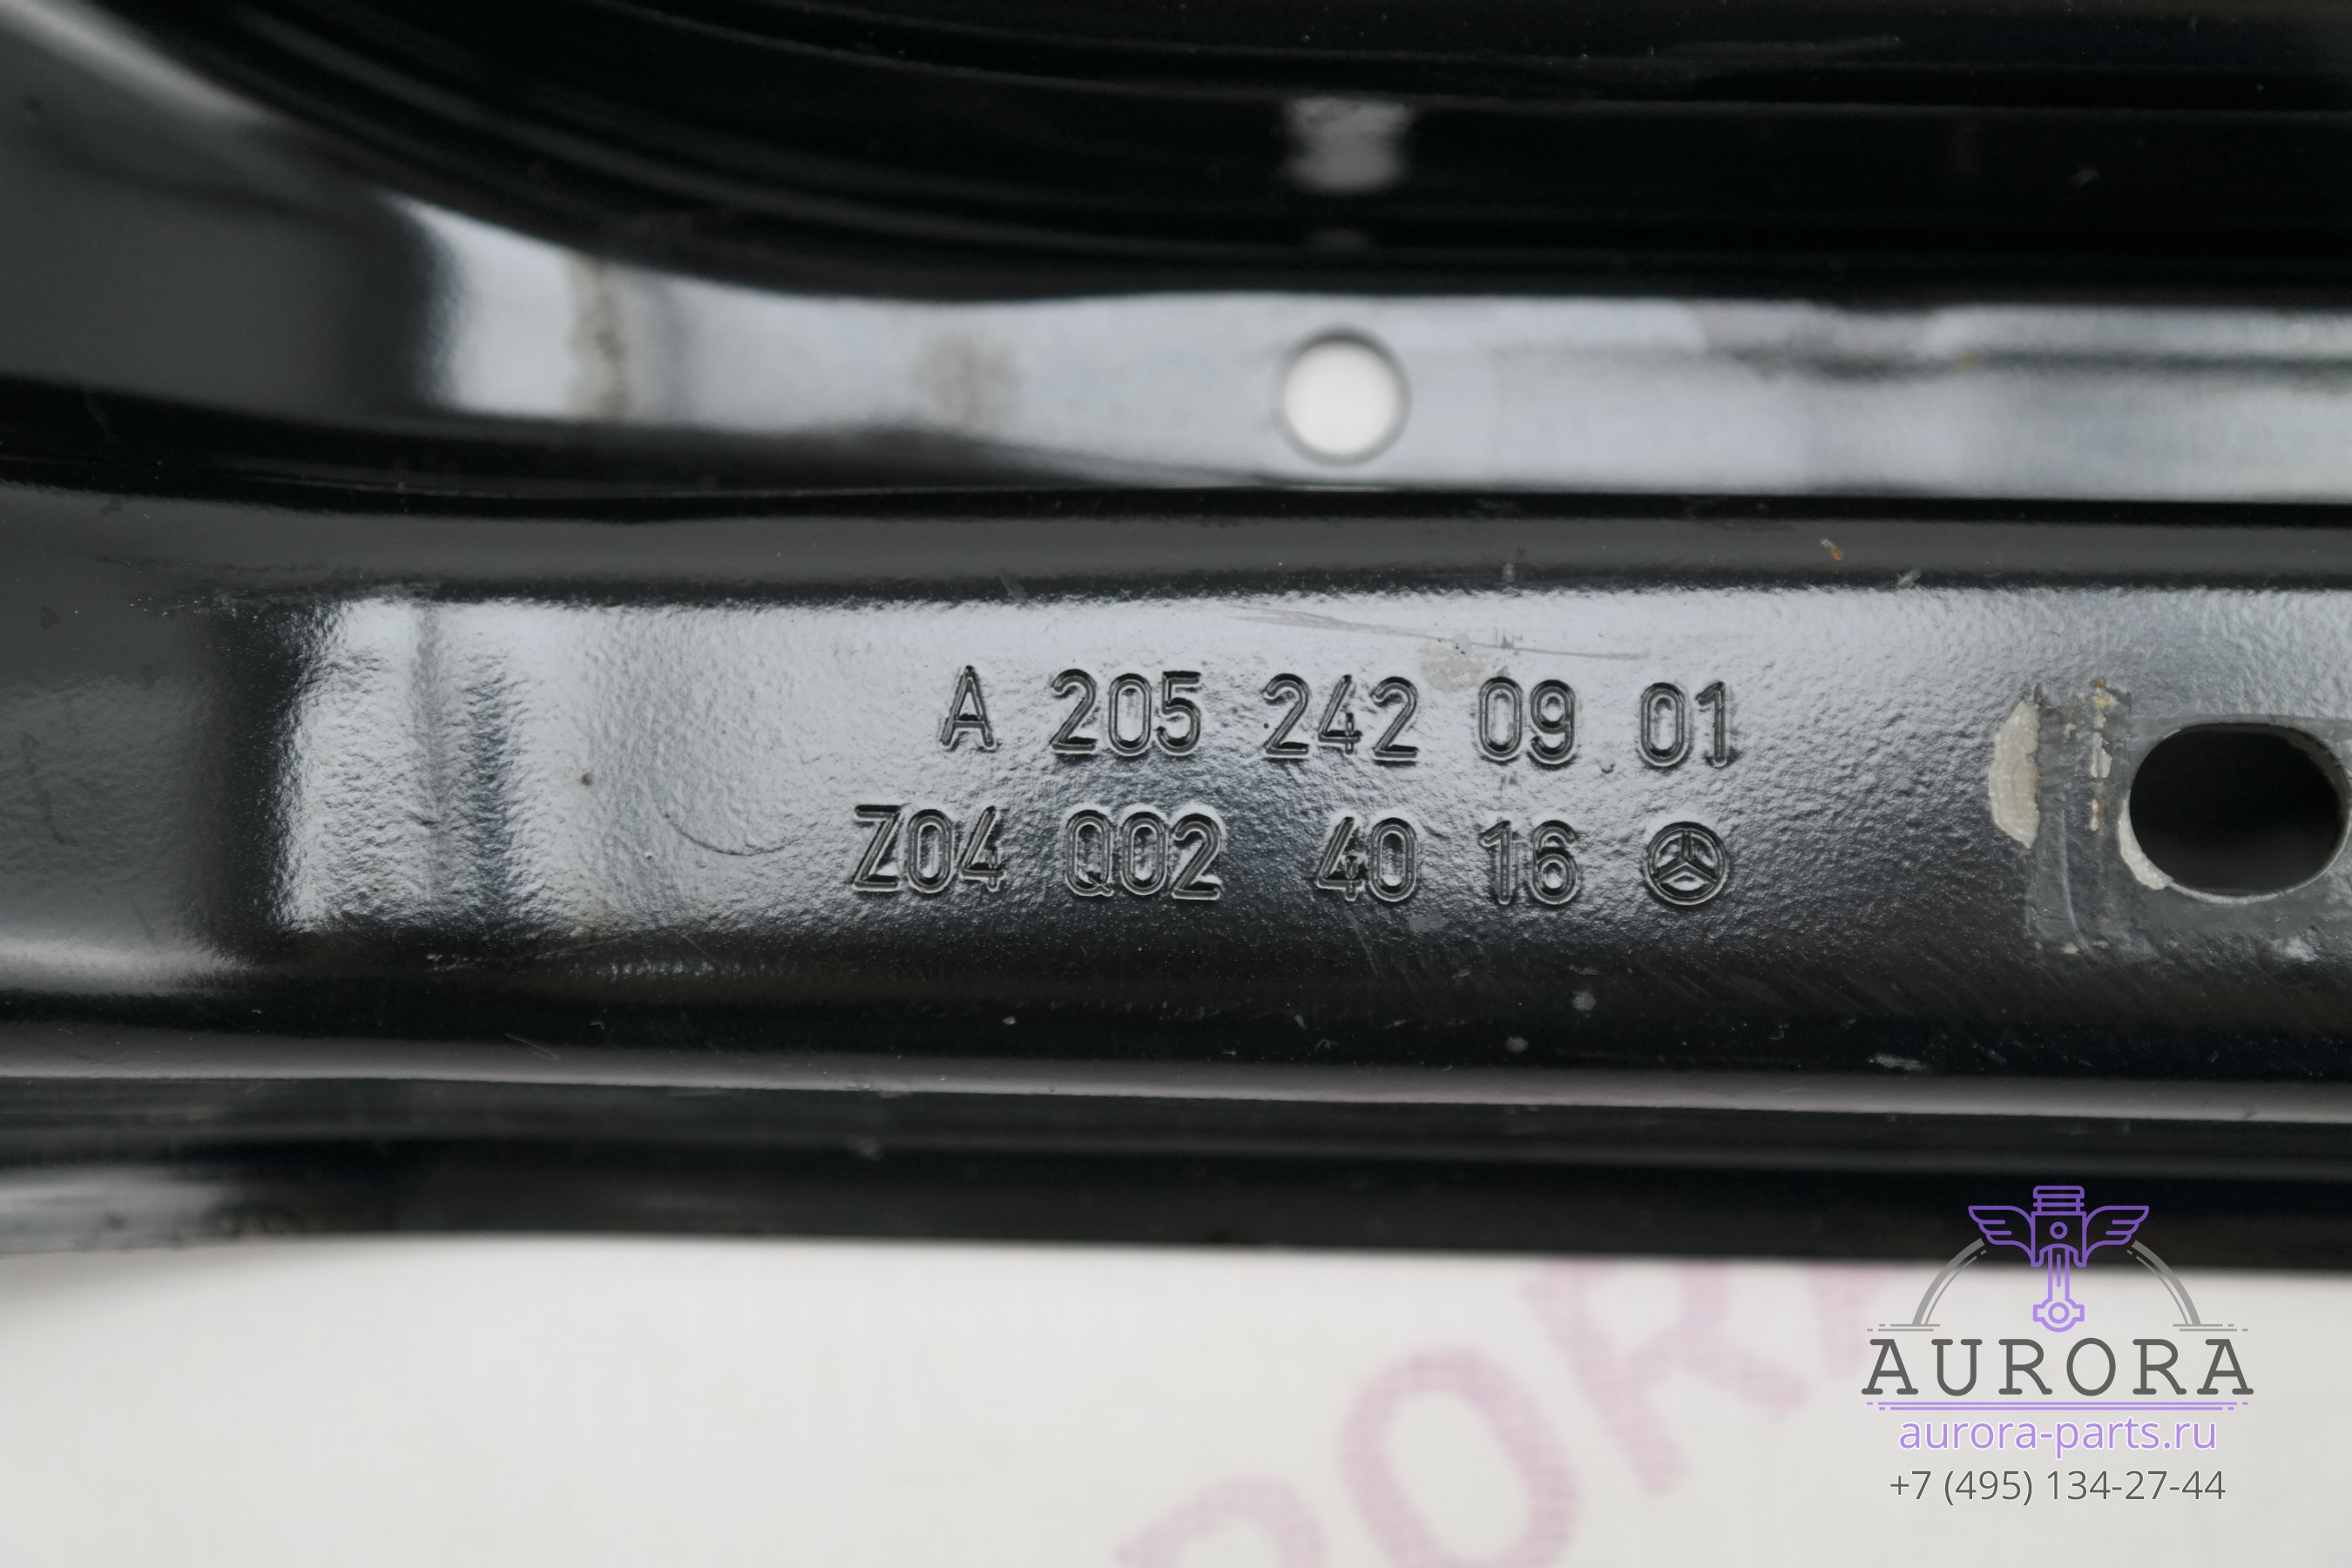 A 205 242 09 01
Z04 Q02 40 16
AURORA
aurora-parts.ru
+7 (495) 134-27-44